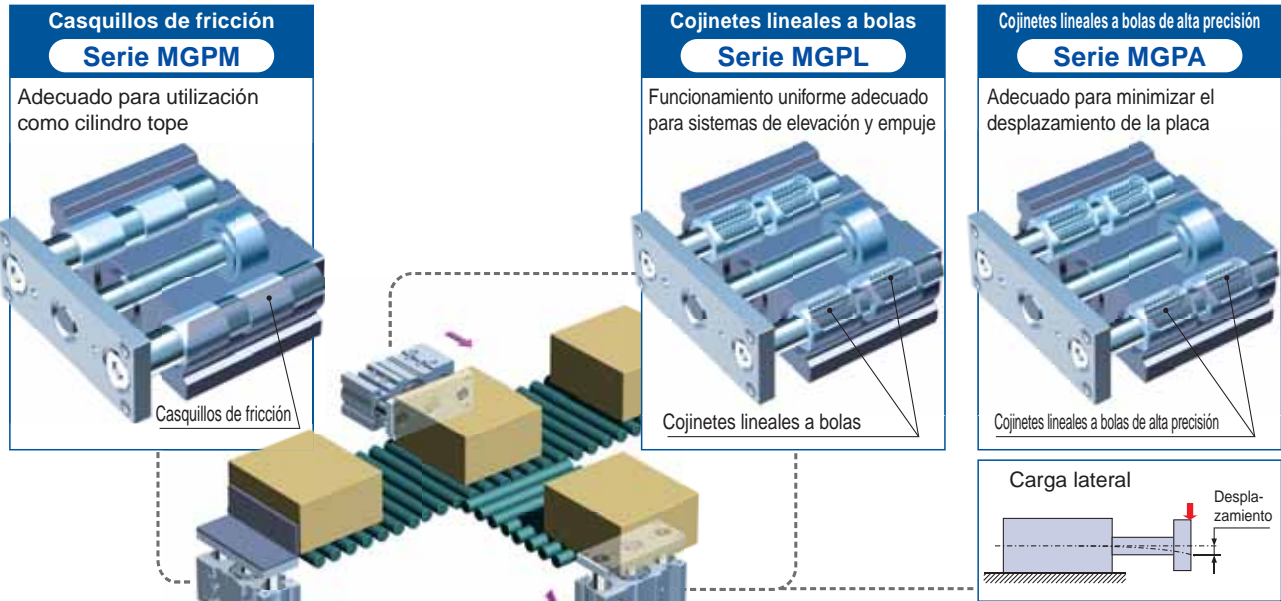 Casquillos de fricción
Serie MGPM
Adecuado para utilización
como cilindro tope
Casquillos de fricción
Cojinetes lineales a bolas
Serie MGPL
Funcionamiento uniforme adecuado
para sistemas de elevación y empuje
Cojinetes lineales a bolas
Cojinetes lineales a bolas de alta precisión
Serie MGPA
Adecuado para minimizar el
desplazamiento de la placa
Cojinetes lineales a bolas de alta precisión
Carga lateral
Despla-
zamiento